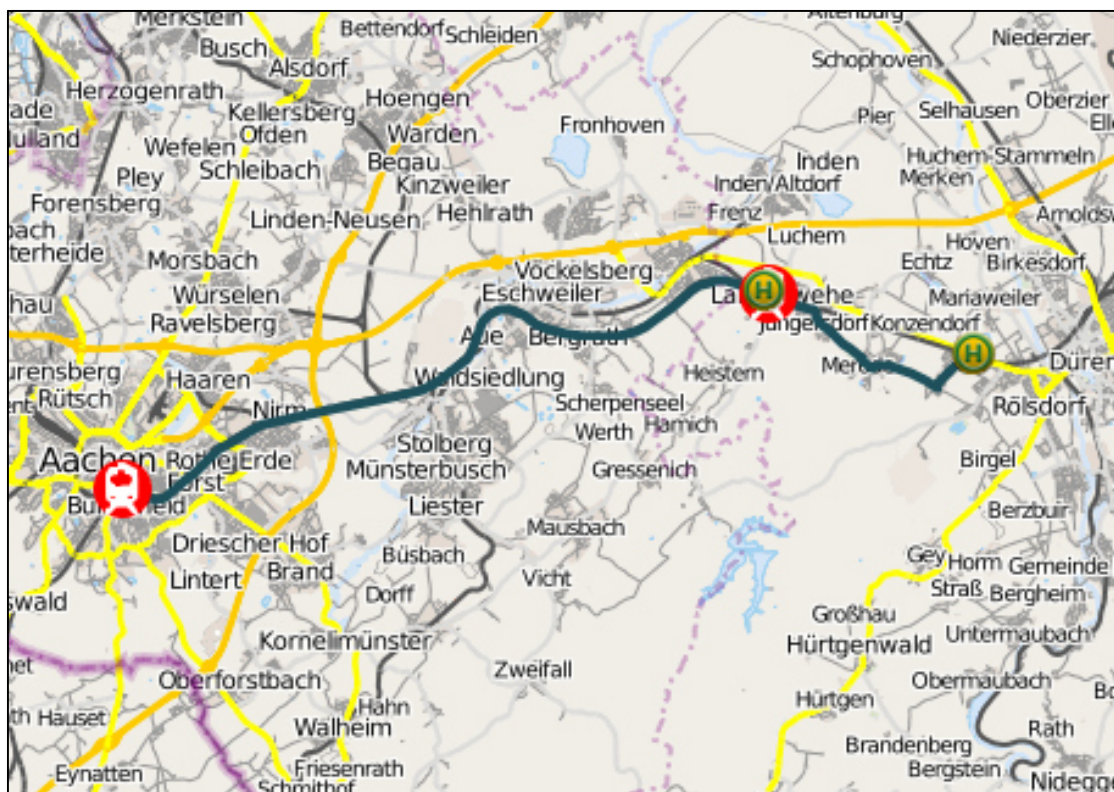 Merkstein
Bettendorf
Schleiden
Altenburg
Niederzier
Busch
Alsdorf
Schophoven
Herzogenrath
Hoengen
Kellersberg
Ofden
Warden
Fronhoven
Pier
Selhausen
Oberzier
Wefelen
Schleibach
Begau
Kinzweiler
Inden
Huchem-Stammeln
Pley
Forensberg
Linden-Neusen
Hehlrath
Inden/Altdorf
Merken
Frenz
Luchem
Hoven
Echtz
Birkesdorf
Morsbach
Vöckelsberg
Eschweiler
Mariaweiler
Würselen
Ravelsberg
Aue
Bergrath
Jüngersdorf
Konzendorf
Haaren
Rütsch
Nirm
Waldsiedlung
Heistern
Rölsdorf
Scherpenseel
Hamich
Werth
Aachen
Rothe Erde
Forst
Stolberg
Münsterbusch
Gressenich
Birgel
Liester
Mausbach
Berzbuir
Driescher Hof
Büsbach
Brand
Lintert
Vicht
Gey
Horm
Gemeinde
Straß
Bergheim
Dorff
Großhau
Hürtgenwald
Untermaubach
Kornelimünster
Zweifall
Oberforstbach
Obermaubach
Hauset
Hahn
Walheim
Hürtgen
Rath
Brandenberg
Bergstein
Eynatten
Friesenrath
Schmithof